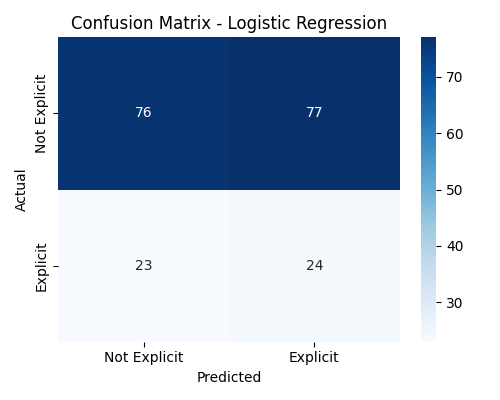 Confusion Matrix - Logistic Regression
Actual
Not Explicit
76
77
Explicit
23
24
Not Explicit
Explicit
Predicted
70
60
50
40
30